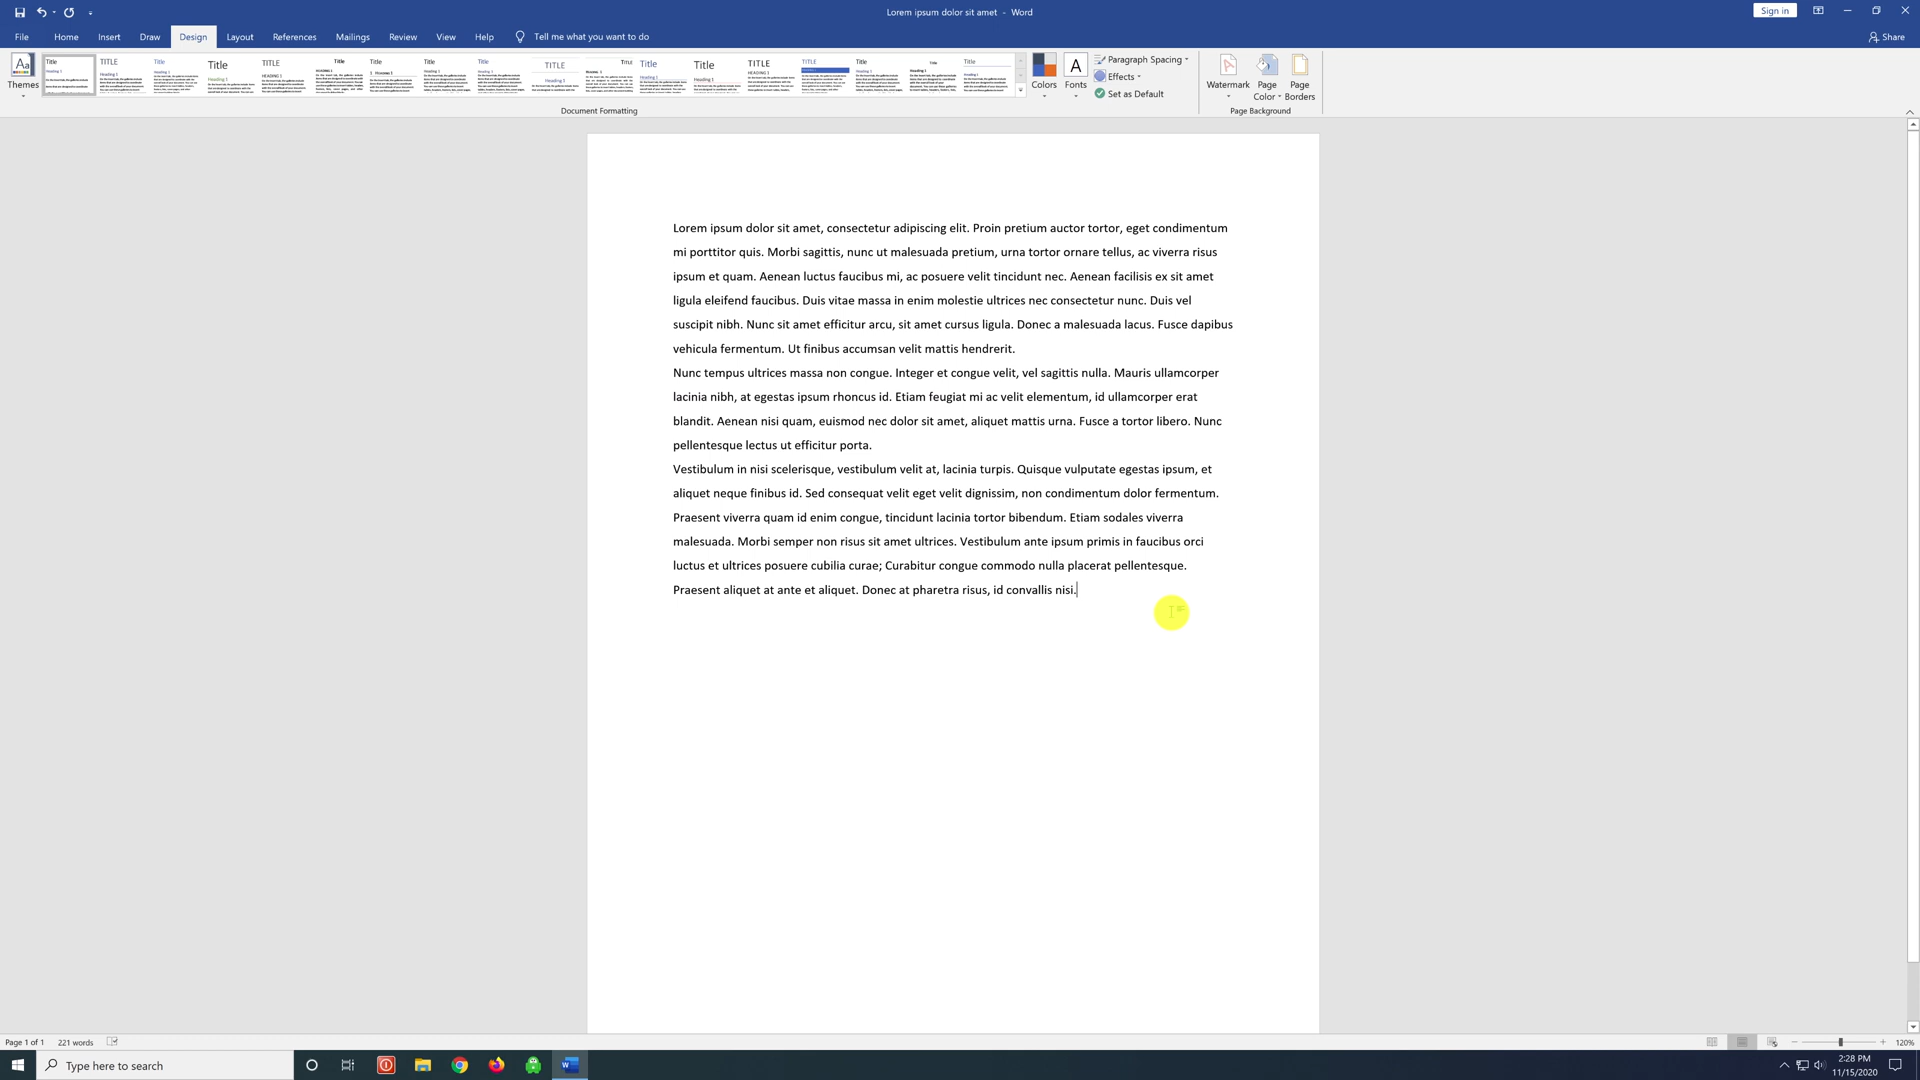 Lorem ipsum dolor sit amet - Word
Sign in
File Home Insert Draw Design Layout References Mailings Review View Help Tell me what you want to do
Share
Themes
Title
Heading 1
TITLE
Heading 1
Title
Heading 1
Title
Heading 1
TITLE
HEADING 1
Title
Title
1 Heading 1
Title
Heading 1
Title
Heading 1
TITLE
Heading 1
TITLE
Title
Heading 1
Title
Heading 1
TITLE
HEADING 1
TITLE
Title
Heading 1
Title
Heading 1
Title
Heading 1
Colors
Fonts
Paragraph Spacing
Effects
Set as Default
Watermark
Page Color
Page Borders
Document Formatting
Page Background
Lorem ipsum dolor sit amet, consectetur adipiscing elit. Proin pretium auctor tortor, eget condimentum
mi porttitor quis. Morbi sagittis, nunc ut malesuada pretium, urna tortor ornare tellus, ac viverra risus
ipsum et quam. Aenean luctus faucibus mi, ac posuere velit tincidunt nec. Aenean facilisis ex sit amet
ligula eleifend faucibus. Duis vitae massa in enim molestie ultrices nec consectetur nunc. Duis vel
suscipit nibh. Nunc sit amet efficitur arcu, sit amet cursus ligula. Donec a malesuada lacus. Fusce dapibus
vehicula fermentum. Ut finibus accumsan velit mattis hendrerit.
Nunc tempus ultrices massa non congue. Integer et congue velit, vel sagittis nulla. Mauris ullamcorper
lacinia nibh, at egestas ipsum rhoncus id. Etiam feugiat mi ac velit elementum, id ullamcorper erat
blandit. Aenean nisi quam, euismod nec dolor sit amet, aliquet mattis urna. Fusce a tortor libero. Nunc
pellentesque lectus ut efficitur porta.
Vestibulum in nisi scelerisque, vestibulum velit at, lacinia turpis. Quisque vulputate egestas ipsum, et
aliquet neque finibus id. Sed consequat velit eget velit dignissim, non condimentum dolor fermentum.
Praesent viverra quam id enim congue, tincidunt lacinia tortor bibendum. Etiam sodales viverra
malesuada. Morbi semper non risus sit amet ultrices. Vestibulum ante ipsum primis in faucibus orci
luctus et ultrices posuere cubilia curae; Curabitur congue commodo nulla placerat pellentesque.
Praesent aliquet at ante et aliquet. Donec at pharetra risus, id convallis nisi.
Page 1 of 1 221 words
120%
Type here to search
2:28 PM
11/15/2020